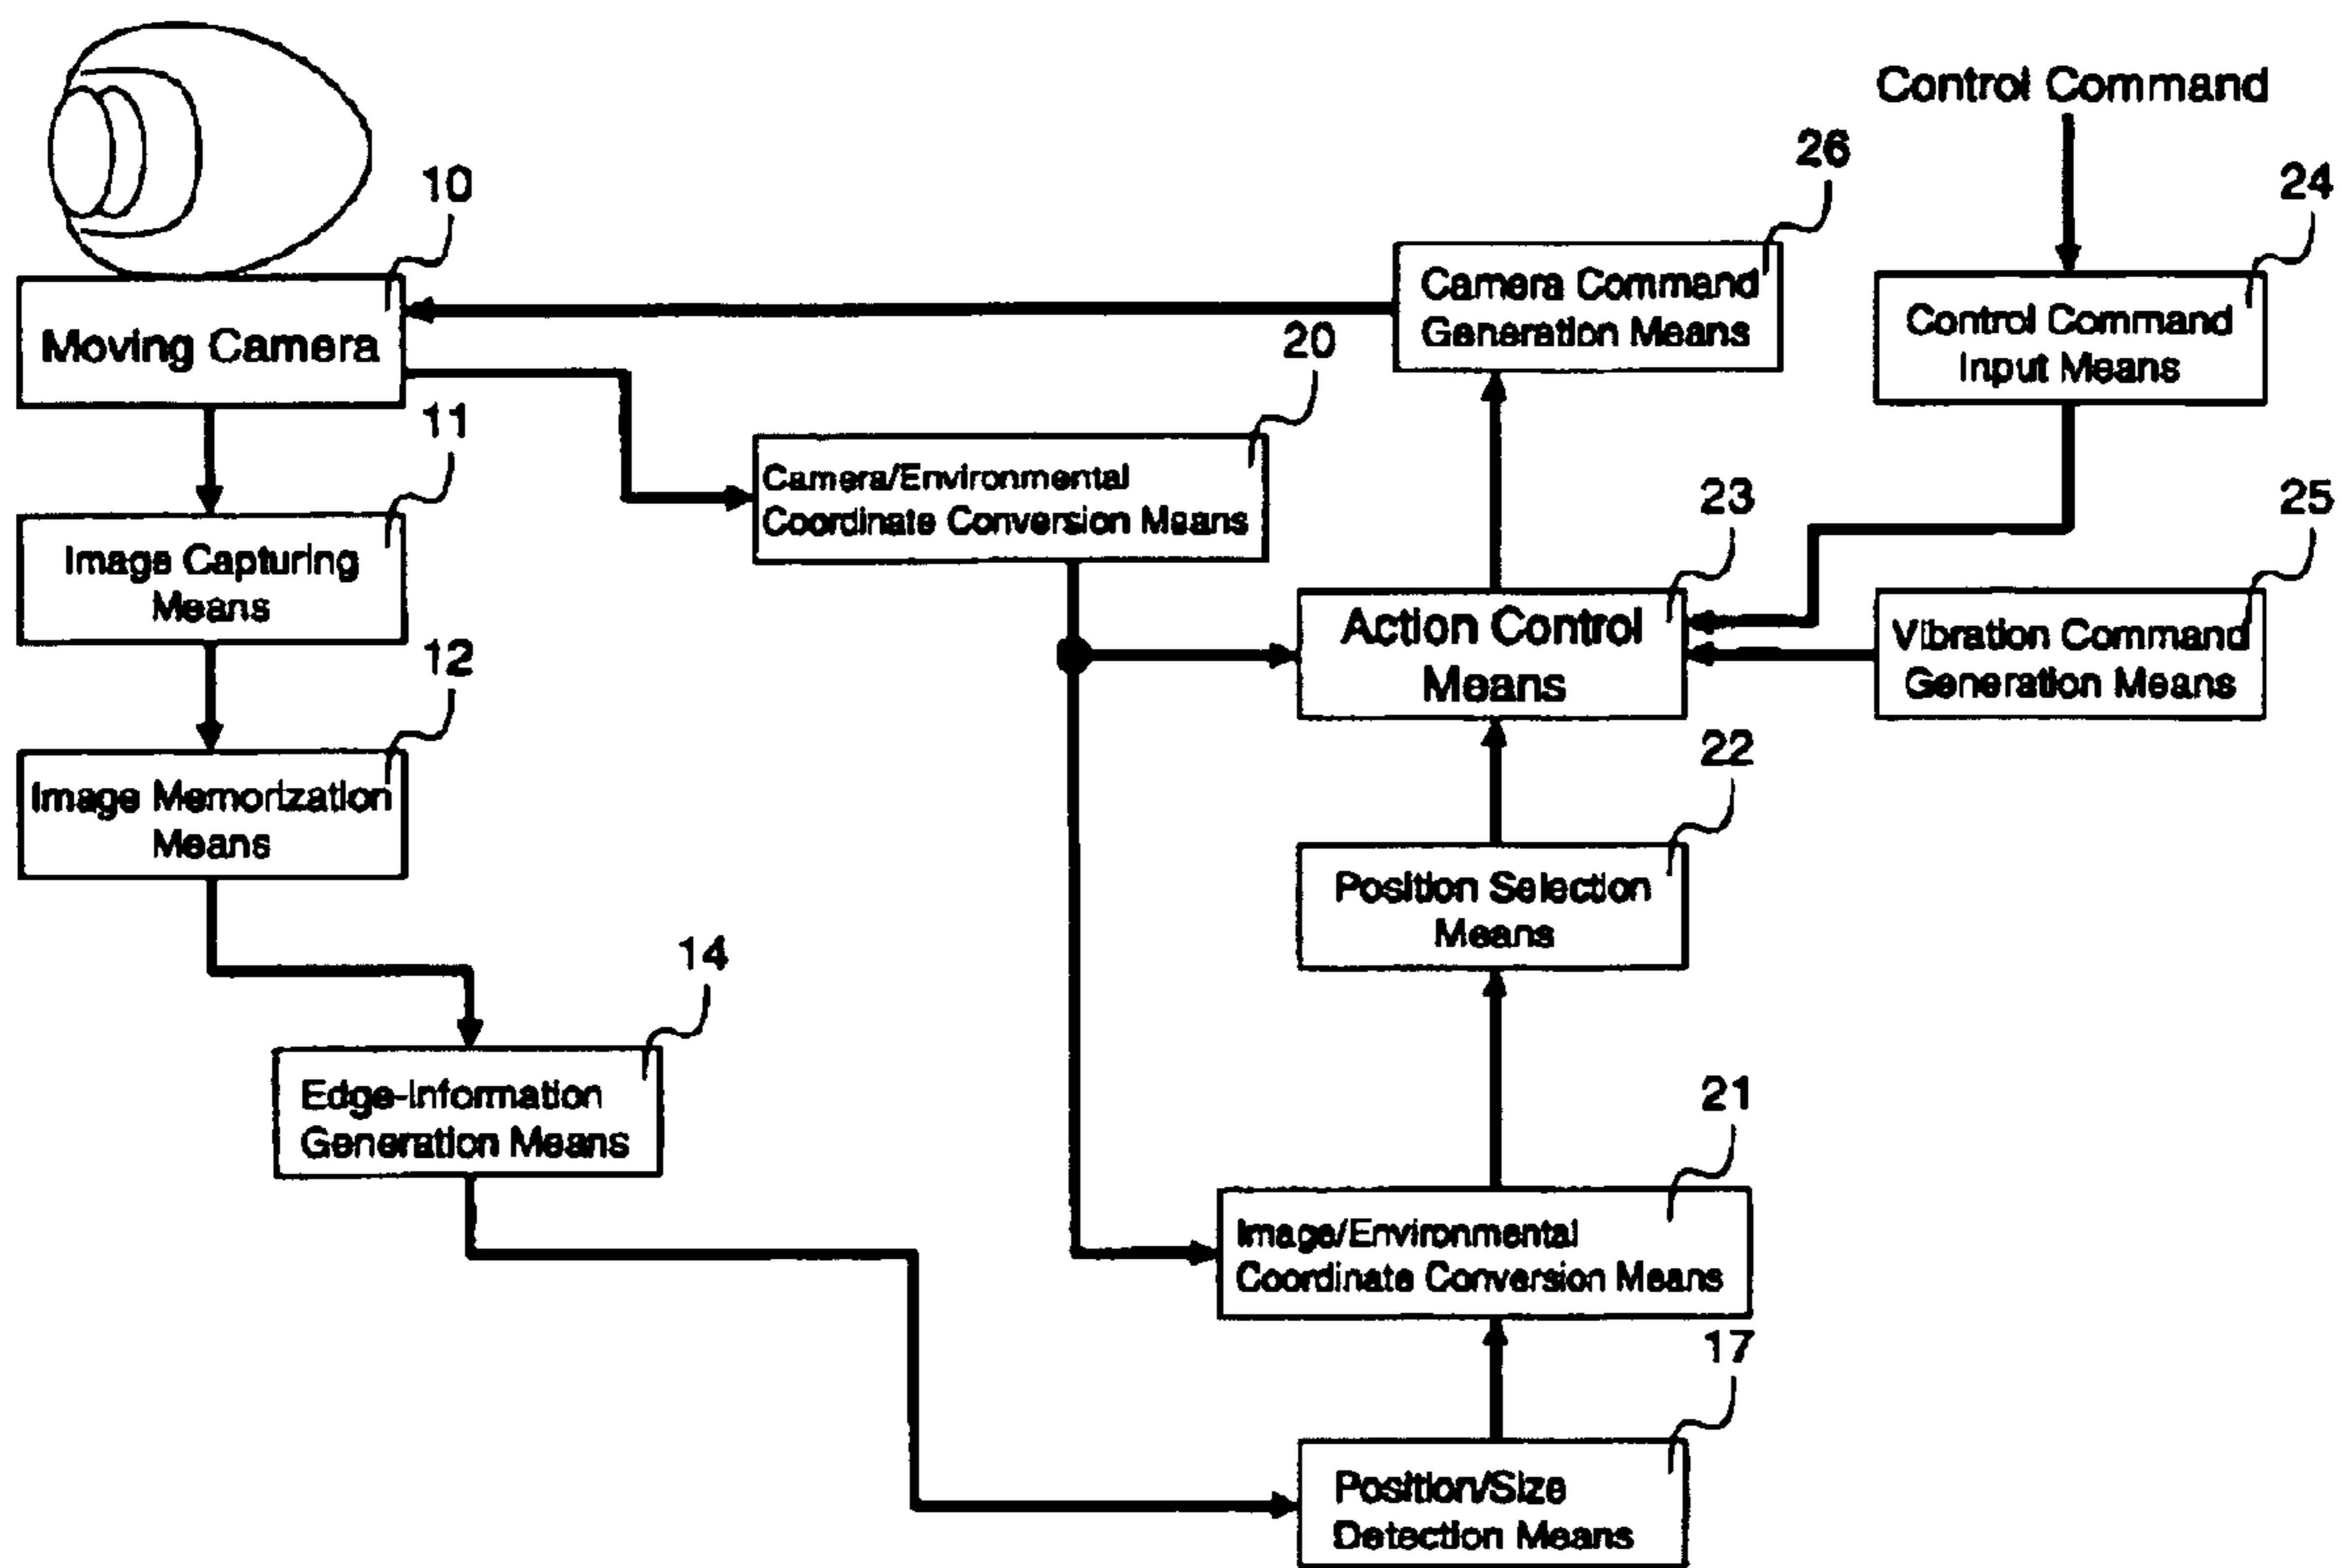 Control Command
26
24
10
Camera Command
Generation Means
Control Command
Input Means
Moving Camera
20
11
Camera/Environmental
Coordinate Conversion Means
23
25
Image Capturing
Means
Action Control
Means
Vibration Command
Generation Means
12
22
Image Memorization
Means
Position Selection
Means
14
Edge-Information
Generation Means
21
Image/Environmental
Coordinate Conversion Means
17
Position/Size
Detection Means